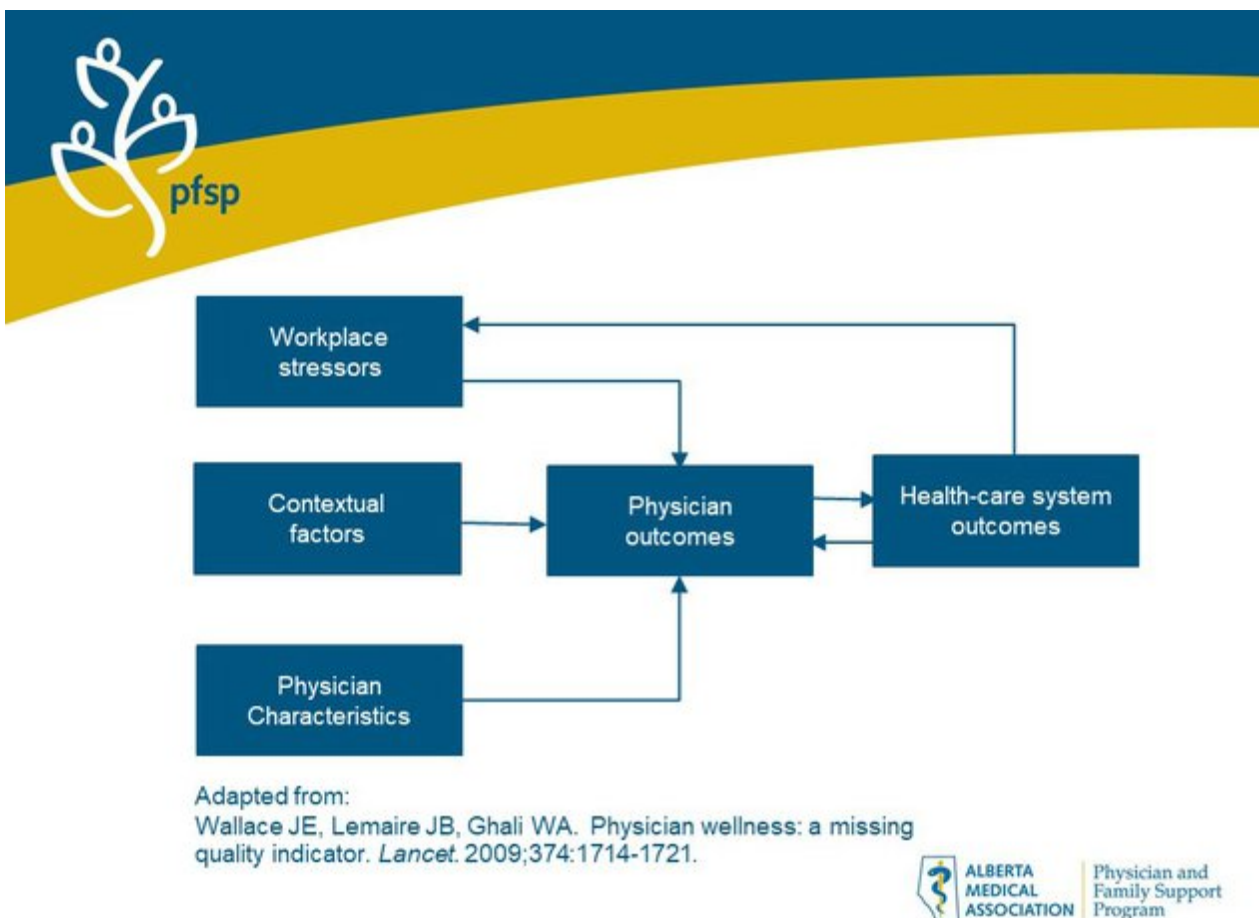 pfsp
Workplace
stressors
Contextual
factors
Physician
outcomes
Health-care system
outcomes
Physician
Characteristics
Adapted from:
Wallace JE, Lemaire JB, Ghali WA. Physician wellness: a missing
quality indicator. Lancet. 2009;374:1714-1721.
ALBERTA
MEDICAL
ASSOCIATION
Physician and
Family Support
Program